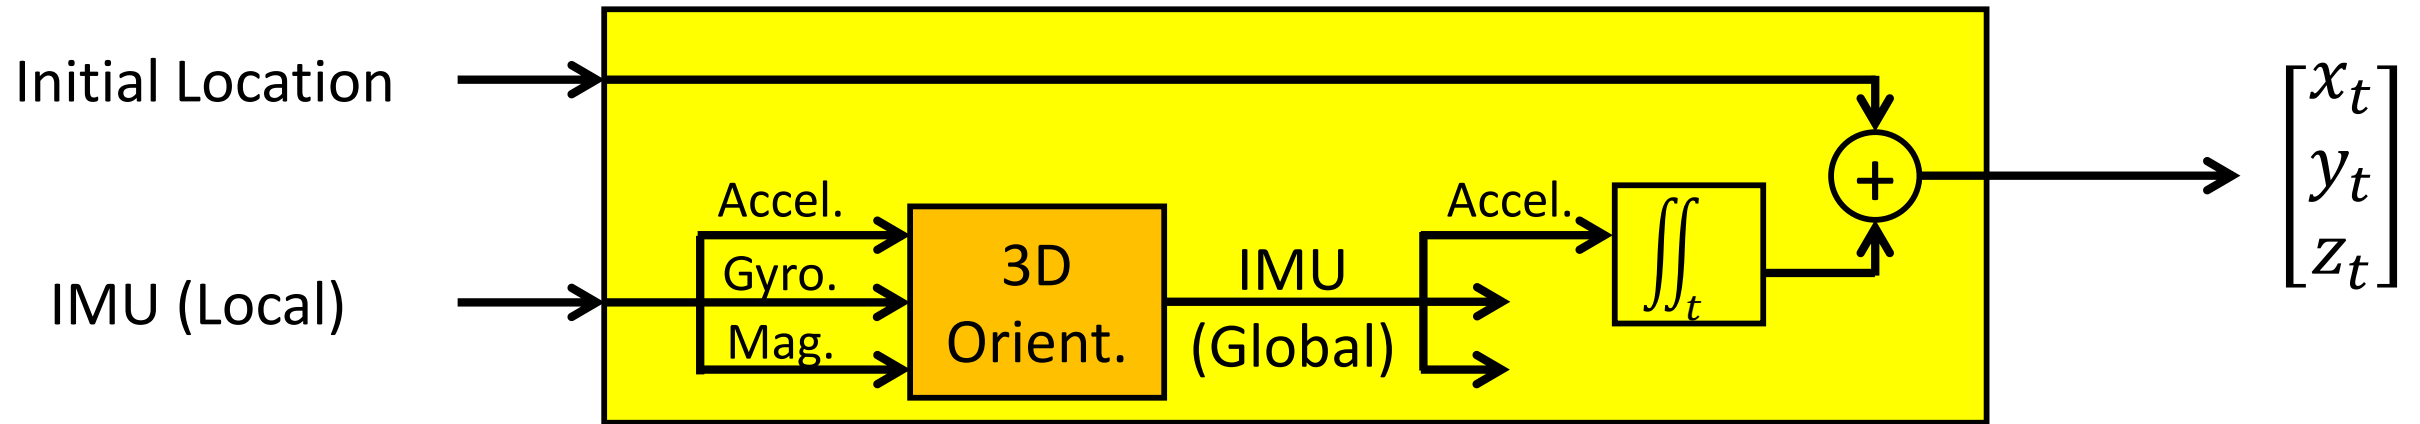 Initial Location
IMU (Local)
Accel.
Gyro.
Mag.
3D
Orient.
IMU
(Global)
Accel.
∬t
+
[xt
yt
zt]